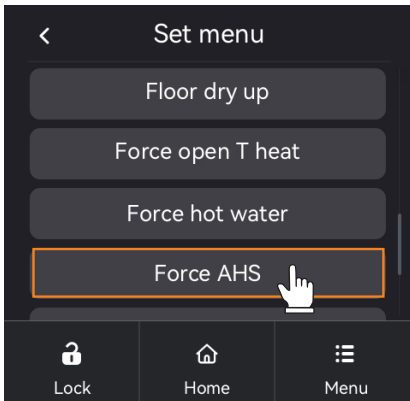 Set menu
Floor dry up
Force open T heat
Force hot water
Force AHS
Lock Home Menu